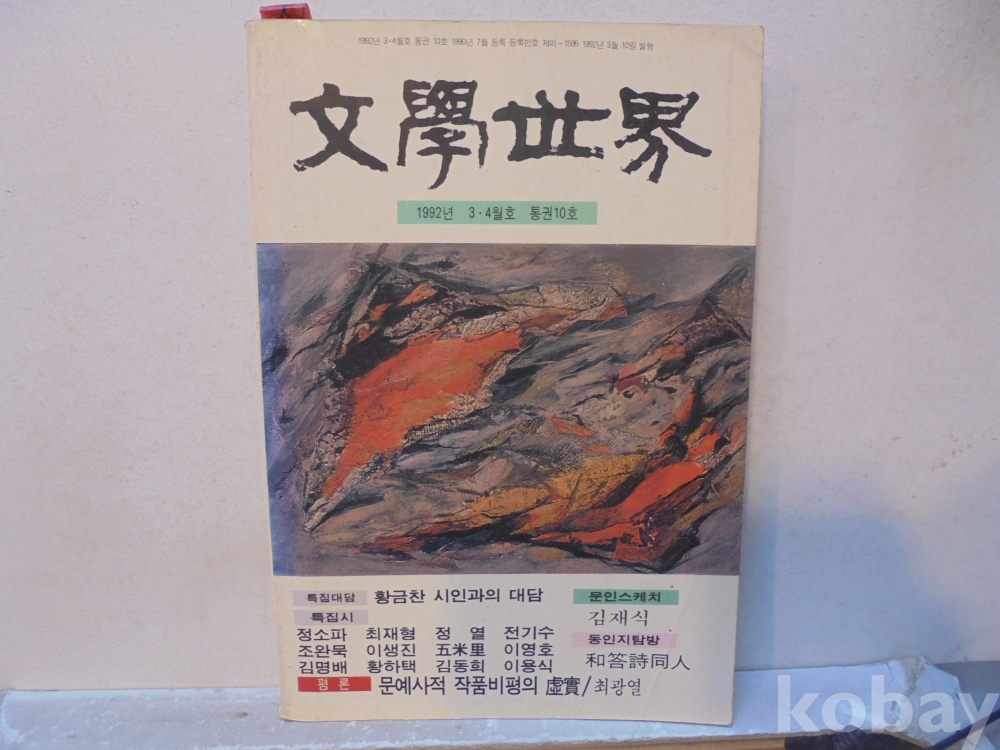 1992년 3·4월호 통권 10호 1990년 7월 등록 등록번호 제마-1586 1992년 3월 10일 발행
文學世界
1992년 3·4월호 통권10호
특집대담 황금찬 시인과의 대담
특집시
정소파 최재형 정 열 전기수
조완묵 이생진 五米里 이영호
김명배 황하택 김동희 이용식
문인스케치
김재식
동인지탐방
和答詩同人
평론 문예사적 작품비평의 虛實/최광열
kobay